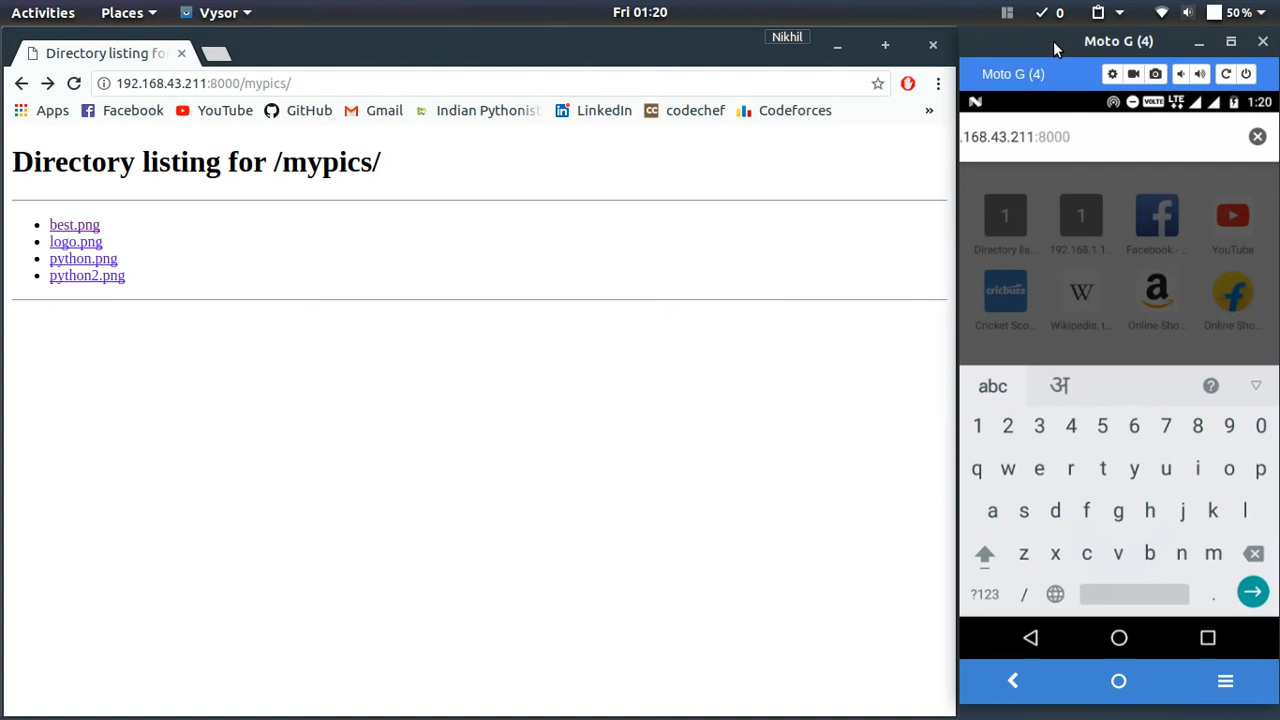 Activities Places Vysor Fri 01:20 0 50 %
Nikhil
Directory listing fo
Moto G (4)
192.168.43.211:8000/mypics/
Moto G (4)
Apps Facebook YouTube GitHub Gmail Indian Pythonist LinkedIn codechef Codeforces »
VOLTE LTE 1:20
.168.43.211:8000
Directory listing for /mypics/
best.png
logo.png
python.png
python2.png
1 1
Directory lis... 192.168.1.1... Facebook - ... YouTube
cricbuzz W a
Cricket Sco... Wikipedia, t... Online Sho... Online Sho...
abc अ ?
1 2 3 4 5 6 7 8 9 0
q w e r t y u i o p
a s d f g h j k l
z x c v b n m
?123 / .